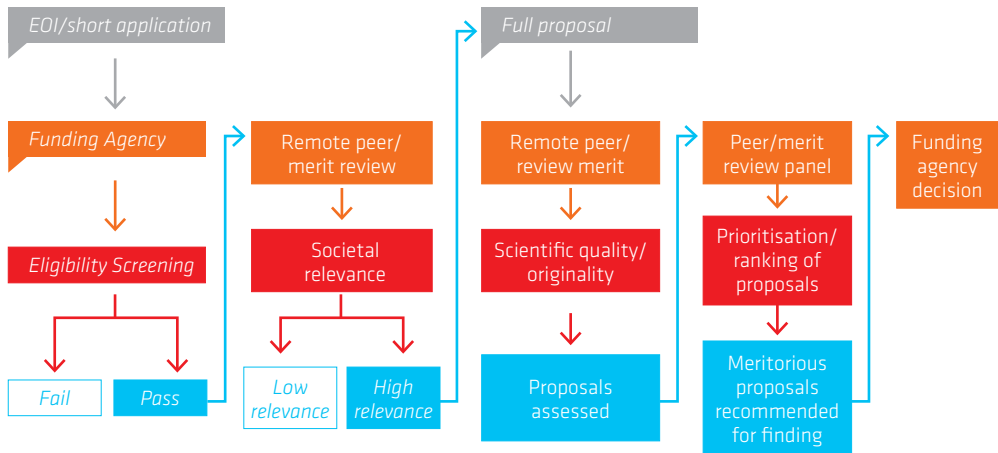 EOI/short application
Funding Agency
Eligibility Screening
Fail
Pass
Remote peer/
merit review
Societal
relevance
Low
relevance
High
relevance
Full proposal
Remote peer/
review merit
Scientific quality/
originality
Proposals
assessed
Peer/merit
review panel
Prioritisation/
ranking of
proposals
Meritorious
proposals
recommended
for finding
Funding
agency
decision